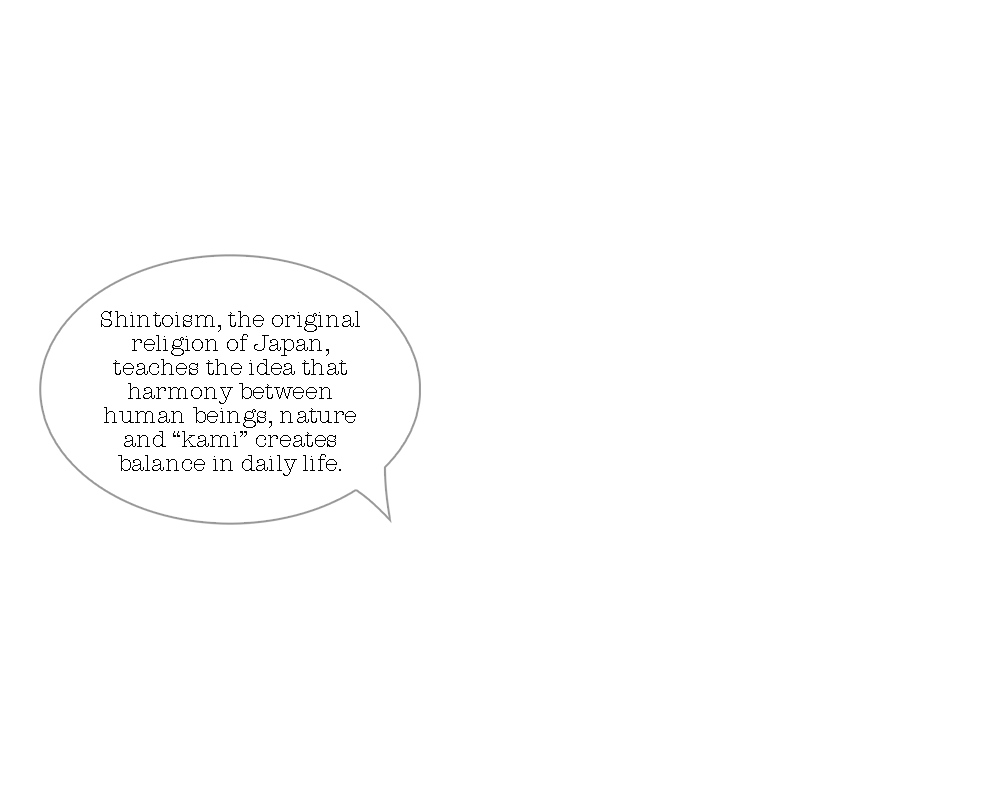 Shintoism, the original
religion of Japan,
teaches the idea that
harmony between
human beings, nature
and “kami” creates
balance in daily life.